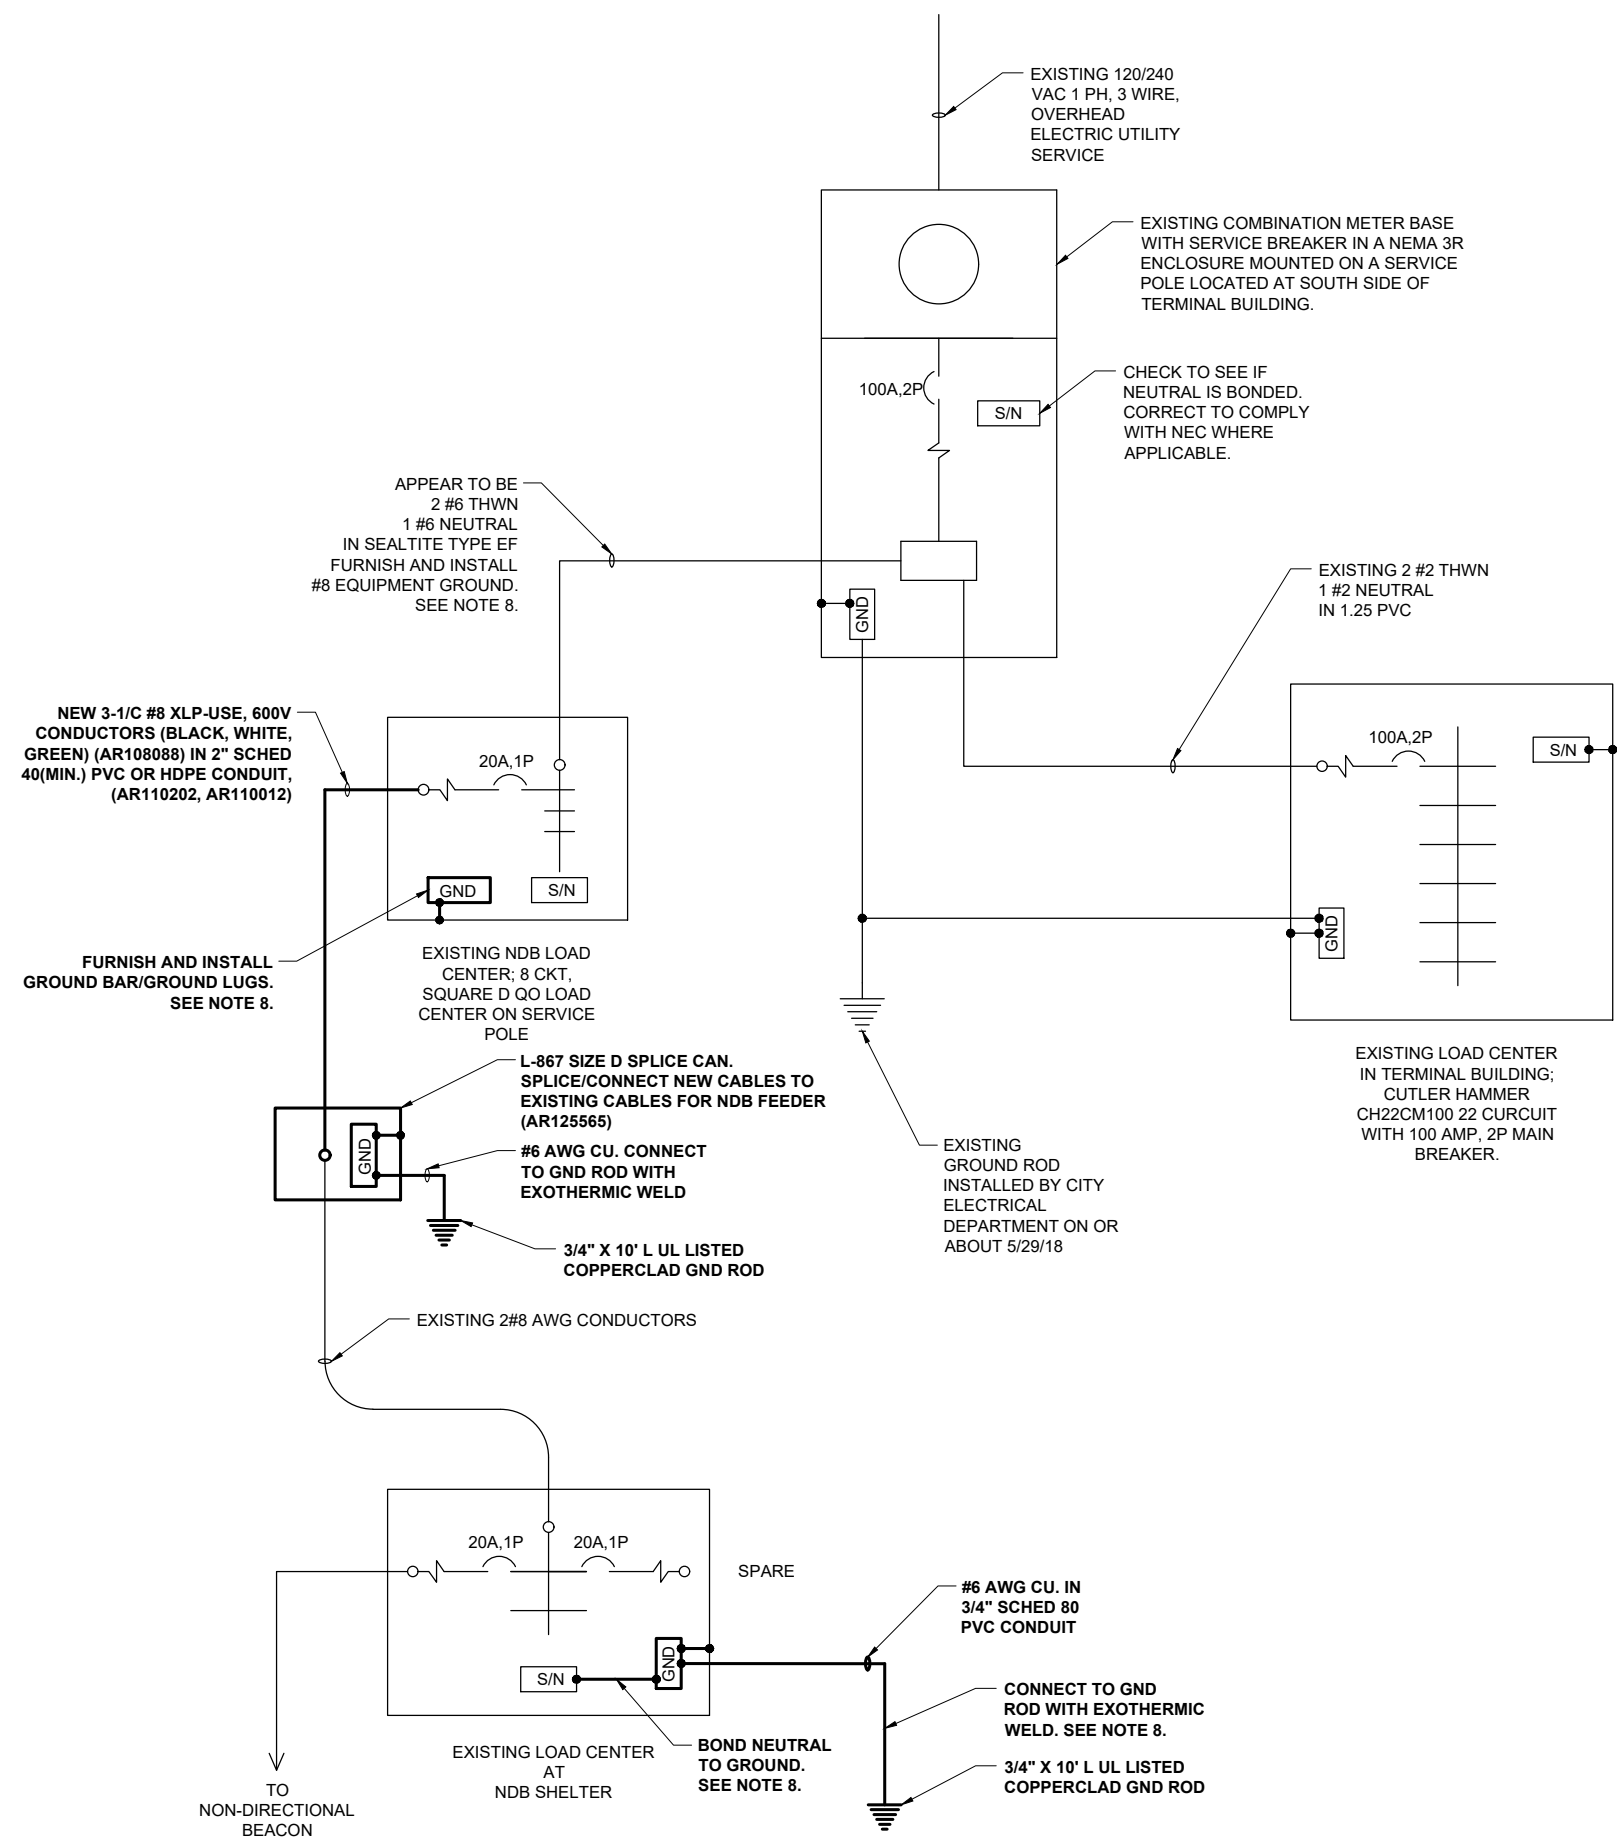 EXISTING 120/240
VAC 1 PH, 3 WIRE,
OVERHEAD
ELECTRIC UTILITY
SERVICE
EXISTING COMBINATION METER BASE
WITH SERVICE BREAKER IN A NEMA 3R
ENCLOSURE MOUNTED ON A SERVICE
POLE LOCATED AT SOUTH SIDE OF
TERMINAL BUILDING.
100A,2P
S/N
CHECK TO SEE IF
NEUTRAL IS BONDED.
CORRECT TO COMPLY
WITH NEC WHERE
APPLICABLE.
APPEAR TO BE
2 #6 THWN
1 #6 NEUTRAL
IN SEALTITE TYPE EF
FURNISH AND INSTALL
#8 EQUIPMENT GROUND.
SEE NOTE 8.
GND
EXISTING 2 #2 THWN
1 #2 NEUTRAL
IN 1.25 PVC
NEW 3-1/C #8 XLP-USE, 600V
CONDUCTORS (BLACK, WHITE,
GREEN) (AR108088) IN 2" SCHED
40(MIN.) PVC OR HDPE CONDUIT,
(AR110202, AR110012)
20A,1P
GND
S/N
100A,2P
S/N
GND
FURNISH AND INSTALL
GROUND BAR/GROUND LUGS.
SEE NOTE 8.
EXISTING NDB LOAD
CENTER; 8 CKT,
SQUARE D QO LOAD
CENTER ON SERVICE
POLE
EXISTING LOAD CENTER
IN TERMINAL BUILDING;
CUTLER HAMMER
CH22CM100 22 CURCUIT
WITH 100 AMP, 2P MAIN
BREAKER.
L-867 SIZE D SPLICE CAN.
SPLICE/CONNECT NEW CABLES TO
EXISTING CABLES FOR NDB FEEDER
(AR125565)
GND
#6 AWG CU. CONNECT
TO GND ROD WITH
EXOTHERMIC WELD
EXISTING
GROUND ROD
INSTALLED BY CITY
ELECTRICAL
DEPARTMENT ON OR
ABOUT 5/29/18
3/4" X 10' L UL LISTED
COPPERCLAD GND ROD
EXISTING 2#8 AWG CONDUCTORS
20A,1P
20A,1P
SPARE
S/N
GND
#6 AWG CU. IN
3/4" SCHED 80
PVC CONDUIT
CONNECT TO GND
ROD WITH EXOTHERMIC
WELD. SEE NOTE 8.
EXISTING LOAD CENTER
AT
NDB SHELTER
BOND NEUTRAL
TO GROUND.
SEE NOTE 8.
3/4" X 10' L UL LISTED
COPPERCLAD GND ROD
TO
NON-DIRECTIONAL
BEACON